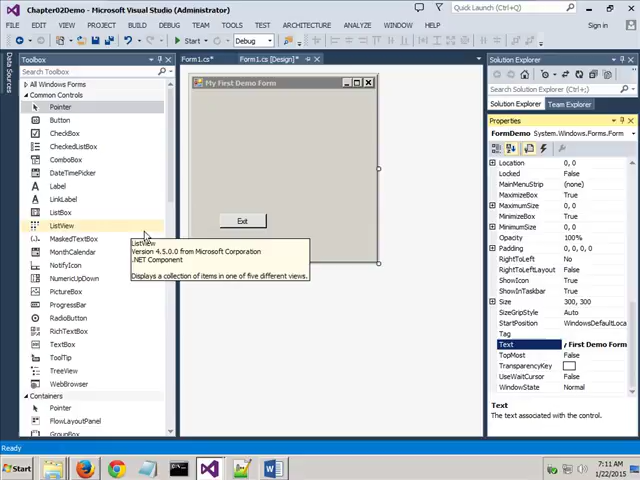 Chapter02Demo - Microsoft Visual Studio (Administrator)
Quick Launch (Ctrl+Q)
FILE EDIT VIEW PROJECT BUILD DEBUG TEAM TOOLS TEST ARCHITECTURE ANALYZE WINDOW HELP
Sign in
Start
Debug
Data Sources
Toolbox
Search Toolbox
All Windows Forms
Common Controls
Pointer
Button
CheckBox
CheckedListBox
ComboBox
DateTimePicker
Label
LinkLabel
ListBox
ListView
MaskedTextBox
MonthCalendar
NotifyIcon
NumericUpDown
PictureBox
ProgressBar
RadioButton
RichTextBox
TextBox
ToolTip
TreeView
WebBrowser
Containers
Pointer
FlowLayoutPanel
GroupBox
Form1.cs*
Form1.cs [Design]*
My First Demo Form
Exit
ListView
Version 4.5.0.0 from Microsoft Corporation
.NET Component
Displays a collection of items in one of five different views.
Solution Explorer
Search Solution Explorer (Ctrl+;)
Solution Explorer Team Explorer
Properties
FormDemo System.Windows.Forms.Form
Location 0, 0
Locked False
MainMenuStrip (none)
MaximizeBox True
MaximumSize 0, 0
MinimizeBox True
MinimumSize 0, 0
Opacity 100%
Padding 0, 0, 0, 0
RightToLeft No
RightToLeftLayout False
ShowIcon True
ShowInTaskbar True
Size 300, 300
SizeGripStyle Auto
StartPosition WindowsDefaultLoca
Tag
Text y First Demo Form
TopMost False
TransparencyKey
UseWaitCursor False
WindowState Normal
Text
The text associated with the control.
Ready
Start
7:11 AM
1/22/2015